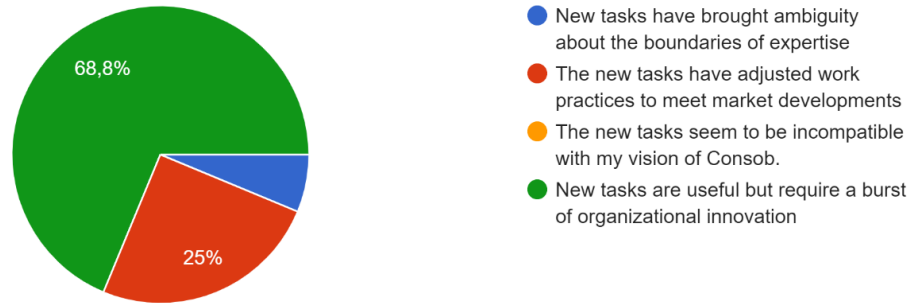 68,8%
25%
New tasks have brought ambiguity
about the boundaries of expertise
The new tasks have adjusted work
practices to meet market developments
The new tasks seem to be incompatible
with my vision of Consob.
New tasks are useful but require a burst
of organizational innovation